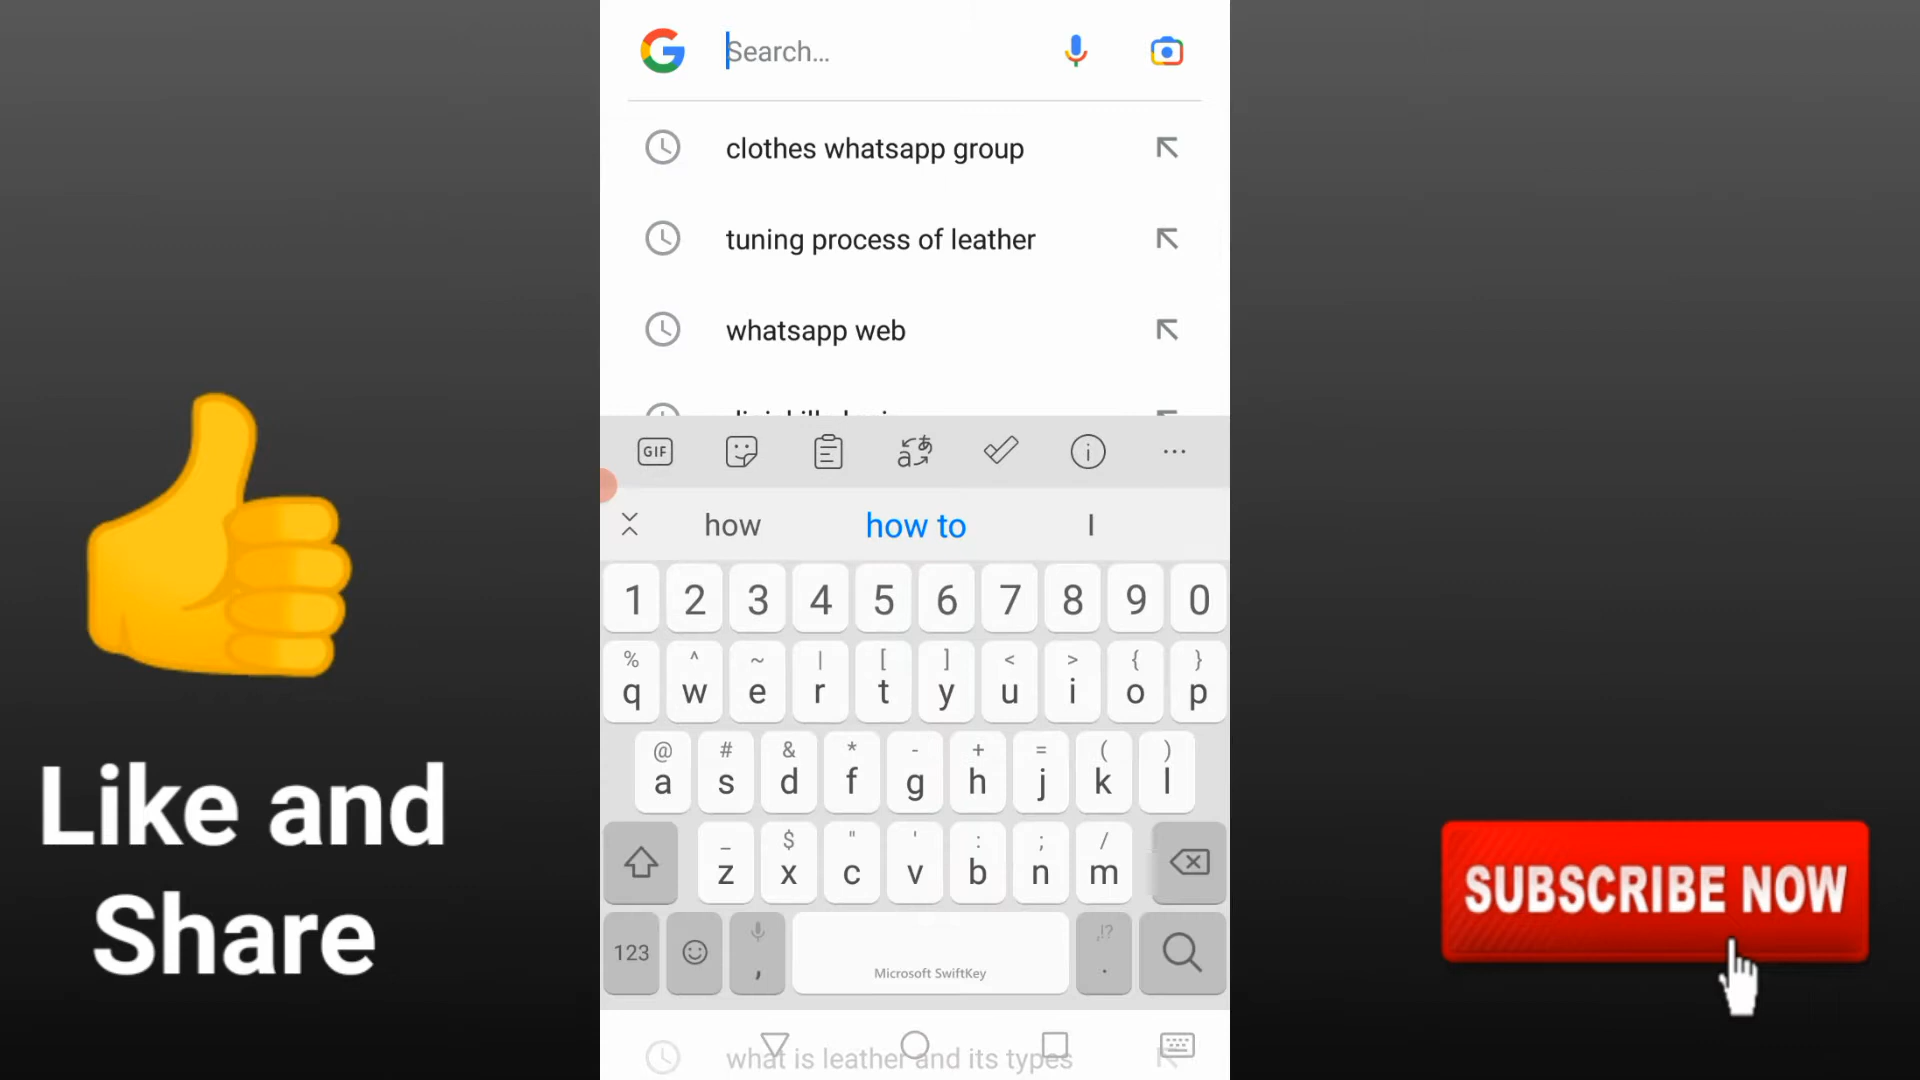 Search...
clothes whatsapp group
tuning process of leather
whatsapp web
GIF
how how to I
1 2 3 4 5 6 7 8 9 0
% ^ ~ | [ ] < > { }
q w e r t y u i o p
@ # & * - + = ( )
a s d f g h j k l
_ $ " ' : ; /
z x c v b n m
123 , Microsoft SwiftKey ,!? .
what is leather and its types
Like and
Share
SUBSCRIBE NOW